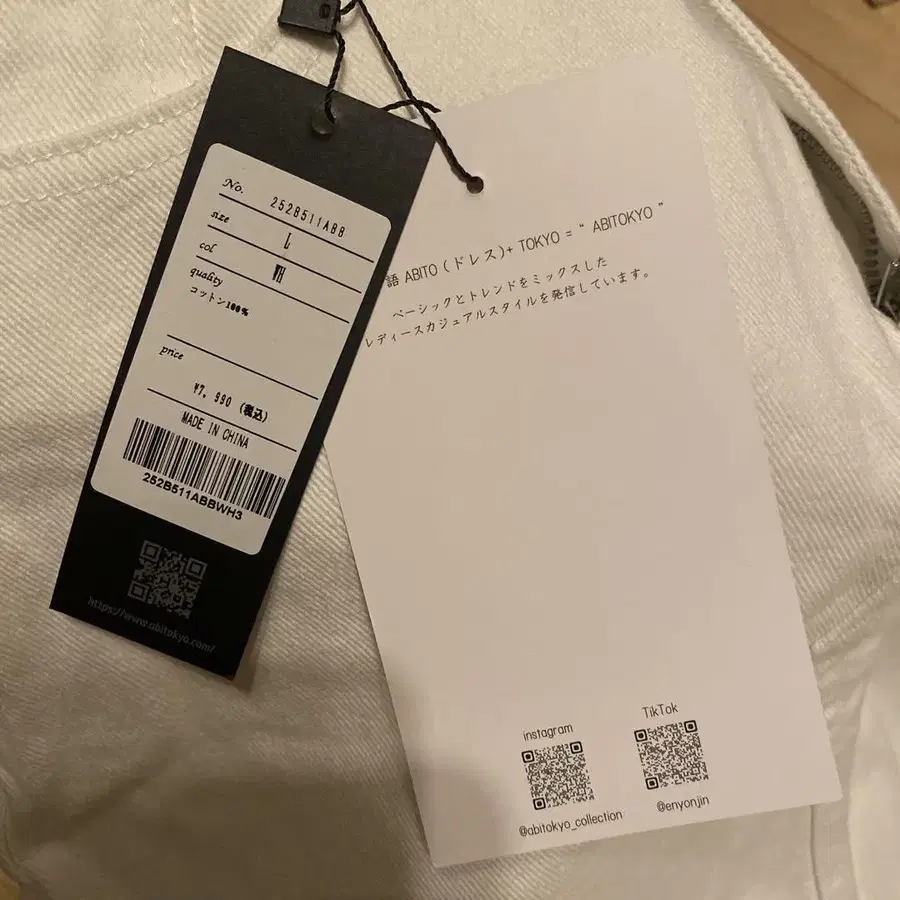 No. 252B511ABB
size L
col WH
quality
コットン100%
price
¥7,990 (税込)
MADE IN CHINA
252B511ABBWH3
https://www.abitokyo.com/
語 ABITO (ドレス)+ TOKYO = “ ABITOKYO ”
ベーシックとトレンドをミックスした
レディースカジュアルスタイルを発信しています。
instagram
@abitokyo_collection
TikTok
@enyonjin